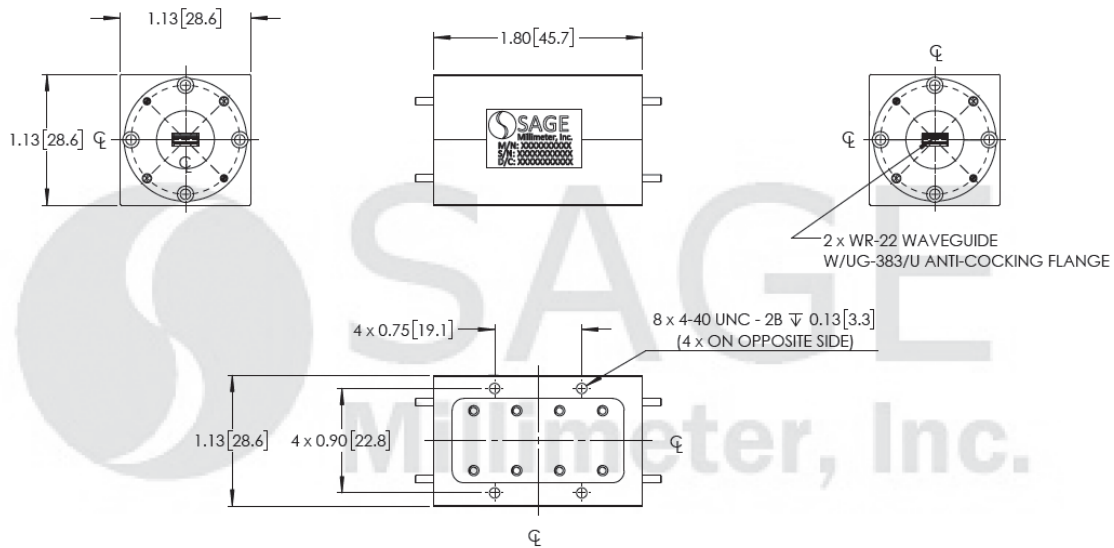 1.13[28.6]
1.80[45.7]
℄
1.13[28.6]
℄
℄
℄
SAGE
Millimeter, Inc.
M/N: XXXXXXXXXX
S/N: XXXXXXXXXX
D/C: XXXXXXXXXX
2 x WR-22 WAVEGUIDE
W/UG-383/U ANTI-COCKING FLANGE
SAGE
Millimeter, Inc.
4 x 0.75[19.1]
8 x 4-40 UNC - 2B ↧ 0.13[3.3]
(4 x ON OPPOSITE SIDE)
1.13[28.6]
4 x 0.90[22.8]
℄
℄